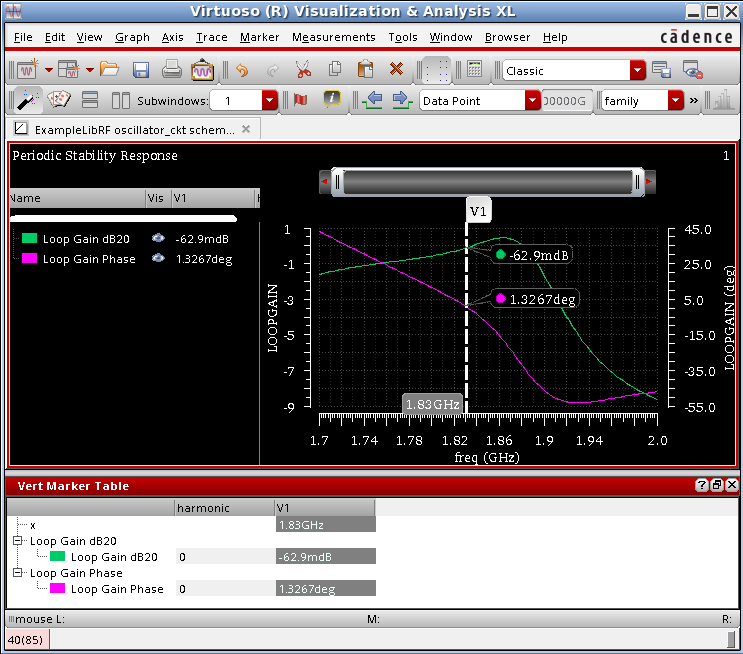 Virtuoso (R) Visualization & Analysis XL
File Edit View Graph Axis Trace Marker Measurements Tools Window Browser Help cādence
Classic
Subwindows: 1 Data Point 00000G family »
ExampleLibRF oscillator_ckt schem...
Periodic Stability Response 1
Name Vis V1
V1
Loop Gain dB20 -62.9mdB
Loop Gain Phase 1.3267deg
-62.9mdB
1.3267deg
1.83GHz
LOOPGAIN
1
-1
-3
-5
-7
-9
45.0
25.0
5.0
-15.0
-35.0
-55.0
LOOPGAIN (deg)
1.7 1.74 1.78 1.82 1.86 1.9 1.94 2.0
freq (GHz)
Vert Marker Table
harmonic V1
x 1.83GHz
Loop Gain dB20
Loop Gain dB20 0 -62.9mdB
Loop Gain Phase
Loop Gain Phase 0 1.3267deg
mouse L: M: R:
40(85)